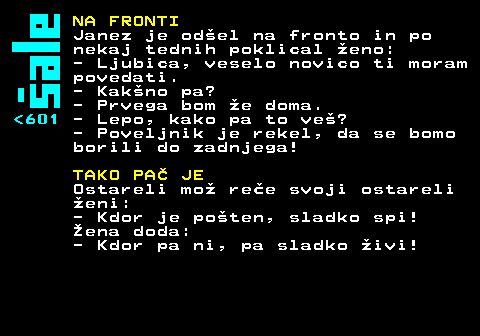 šale
<601
NA FRONTI
Janez je odšel na fronto in po
nekaj tednih poklical ženo:
- Ljubica, veselo novico ti moram
povedati.
- Kakšno pa?
- Prvega bom že doma.
- Lepo, kako pa to veš?
- Poveljnik je rekel, da se bomo
borili do zadnjega!
TAKO PAČ JE
Ostareli mož reče svoji ostareli
ženi:
- Kdor je pošten, sladko spi!
Žena doda:
- Kdor pa ni, pa sladko živi!